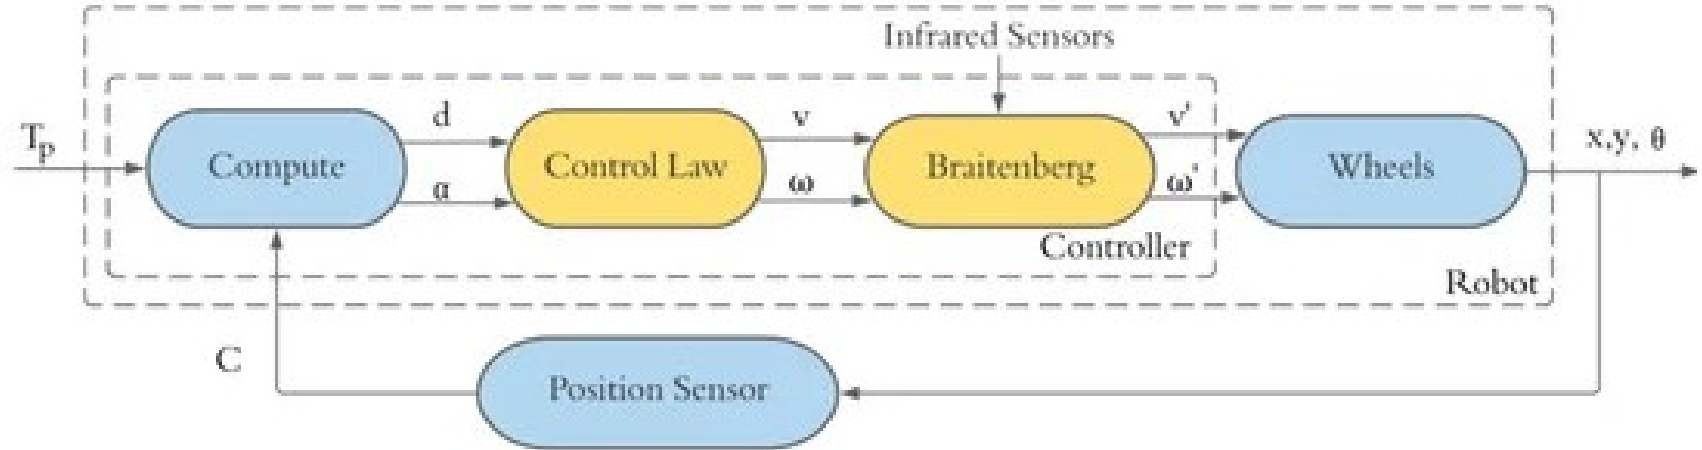 Infrared Sensors
Tp
Compute
d
α
Control Law
v
ω
Braitenberg
v'
ω'
Wheels
x,y, θ
Controller
Robot
C
Position Sensor